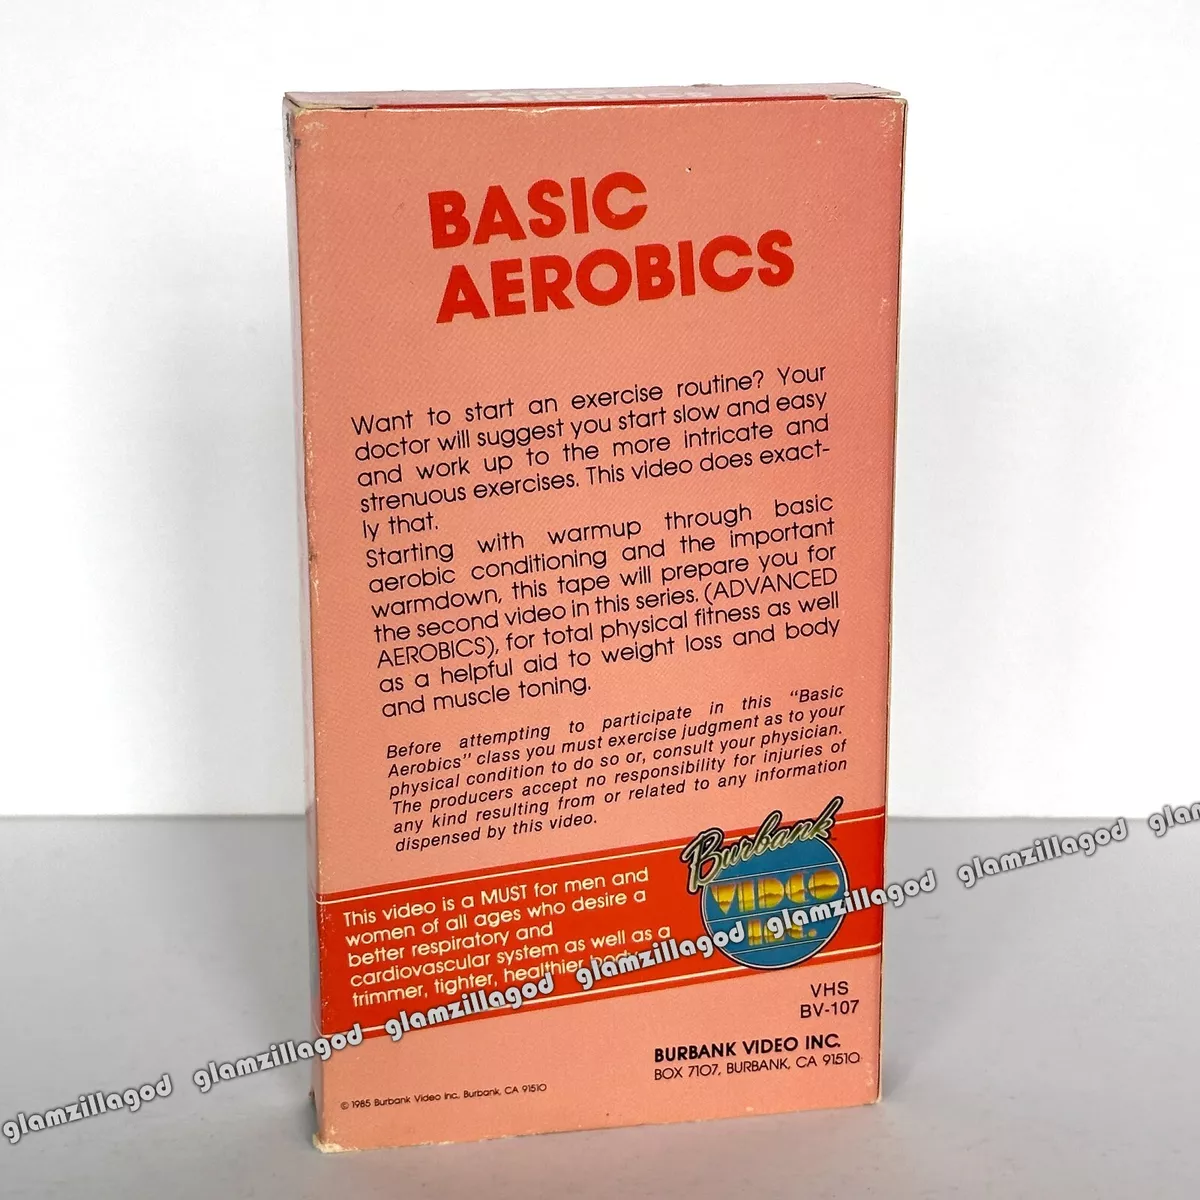 BASIC
AEROBICS
BASIC
AEROBICS
Want to start an exercise routine? Your
doctor will suggest you start slow and easy
and work up to the more intricate and
strenuous exercises. This video does exact-
ly that.
Starting with warmup through basic
aerobic conditioning and the important
warmdown, this tape will prepare you for
the second video in this series. (ADVANCED
AEROBICS), for total physical fitness as well
as a helpful aid to weight loss and body
and muscle toning.
Before attempting to participate in this "Basic
Aerobics" class you must exercise judgment as to your
physical condition to do so or, consult your physician.
The producers accept no responsibility for injuries of
any kind resulting from or related to any information
dispensed by this video.
This video is a MUST for men and
women of all ages who desire a
better respiratory and
cardiovascular system as well as a
trimmer, tighter, healthier body.
Burbank
VIDEO
INC.
VHS
BV-107
BURBANK VIDEO INC.
BOX 7107, BURBANK, CA 91510
© 1985 Burbank Video Inc. Burbank, CA 91510
glamzillagod glamzillagod glamzillagod glamzillagod glamzillagod glamzillagod